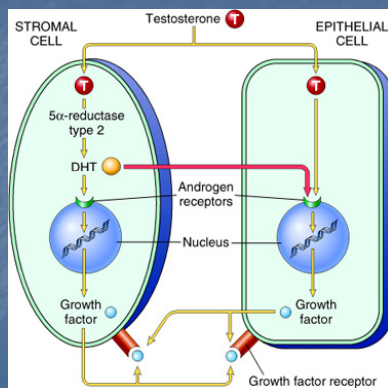 STROMAL
CELL
Testosterone T
EPITHELIAL
CELL
T
T
5α-reductase
type 2
DHT
Androgen
receptors
Nucleus
Growth
factor
Growth
factor
Growth factor receptor